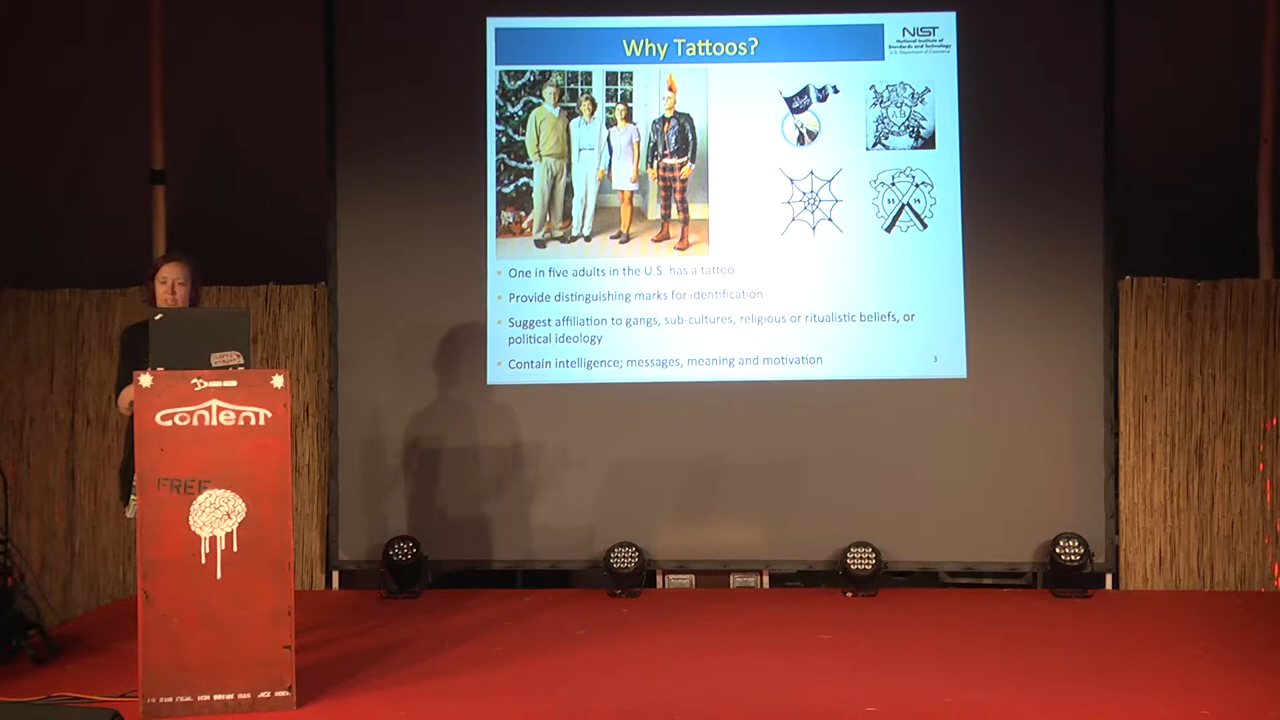 Why Tattoos?
NIST
National Institute of
Standards and Technology
U.S. Department of Commerce
AB
One in five adults in the U.S. has a tattoo
Provide distinguishing marks for identification
Suggest affiliation to gangs, sub-cultures, religious or ritualistic beliefs, or
political ideology
Contain intelligence; messages, meaning and motivation
3
content
FREE